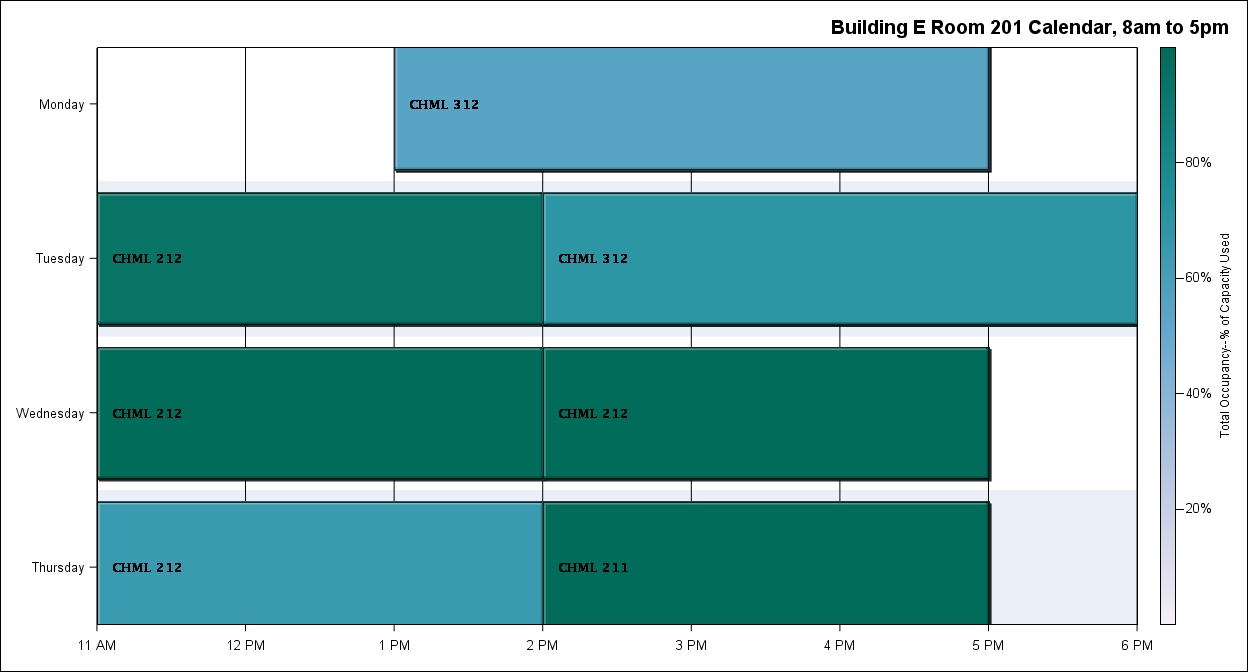 Building E Room 201 Calendar, 8am to 5pm
Monday
CHML 312
Tuesday
CHML 212
CHML 312
Wednesday
CHML 212
CHML 212
Thursday
CHML 212
CHML 211
11 AM
12 PM
1 PM
2 PM
3 PM
4 PM
5 PM
6 PM
80%
60%
40%
20%
Total Occupancy--% of Capacity Used